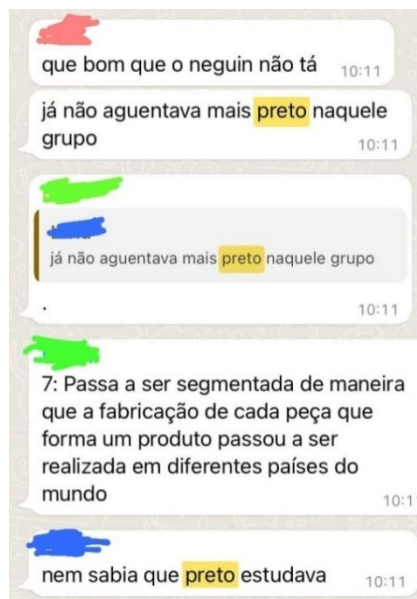 que bom que o neguin não tá 10:11
já não aguentava mais preto naquele
grupo 10:11
já não aguentava mais preto naquele grupo
. 10:11
7: Passa a ser segmentada de maneira
que a fabricação de cada peça que
forma um produto passou a ser
realizada em diferentes países do
mundo 10:1
nem sabia que preto estudava 10:11